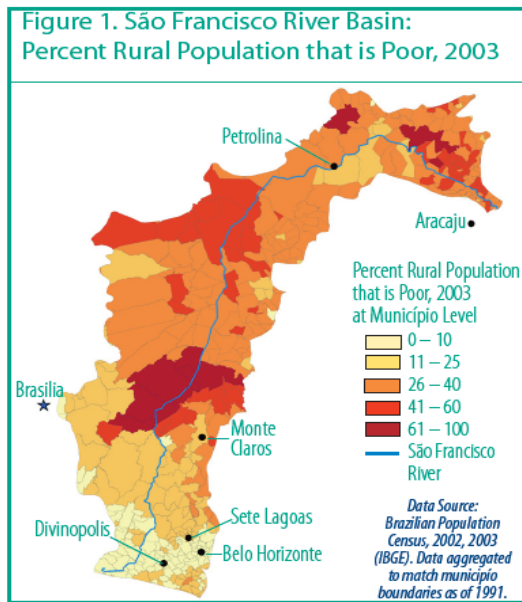 Figure 1. São Francisco River Basin:
Percent Rural Population that is Poor, 2003
Petrolina
Aracaju
Percent Rural Population
that is Poor, 2003
at Município Level
0 – 10
11 – 25
26 – 40
41 – 60
61 – 100
São Francisco
River
Brasilia
Monte
Claros
Sete Lagoas
Divinopolis
Belo Horizonte
Data Source:
Brazilian Population
Census, 2002, 2003
(IBGE). Data aggregated
to match municipío
boundaries as of 1991.